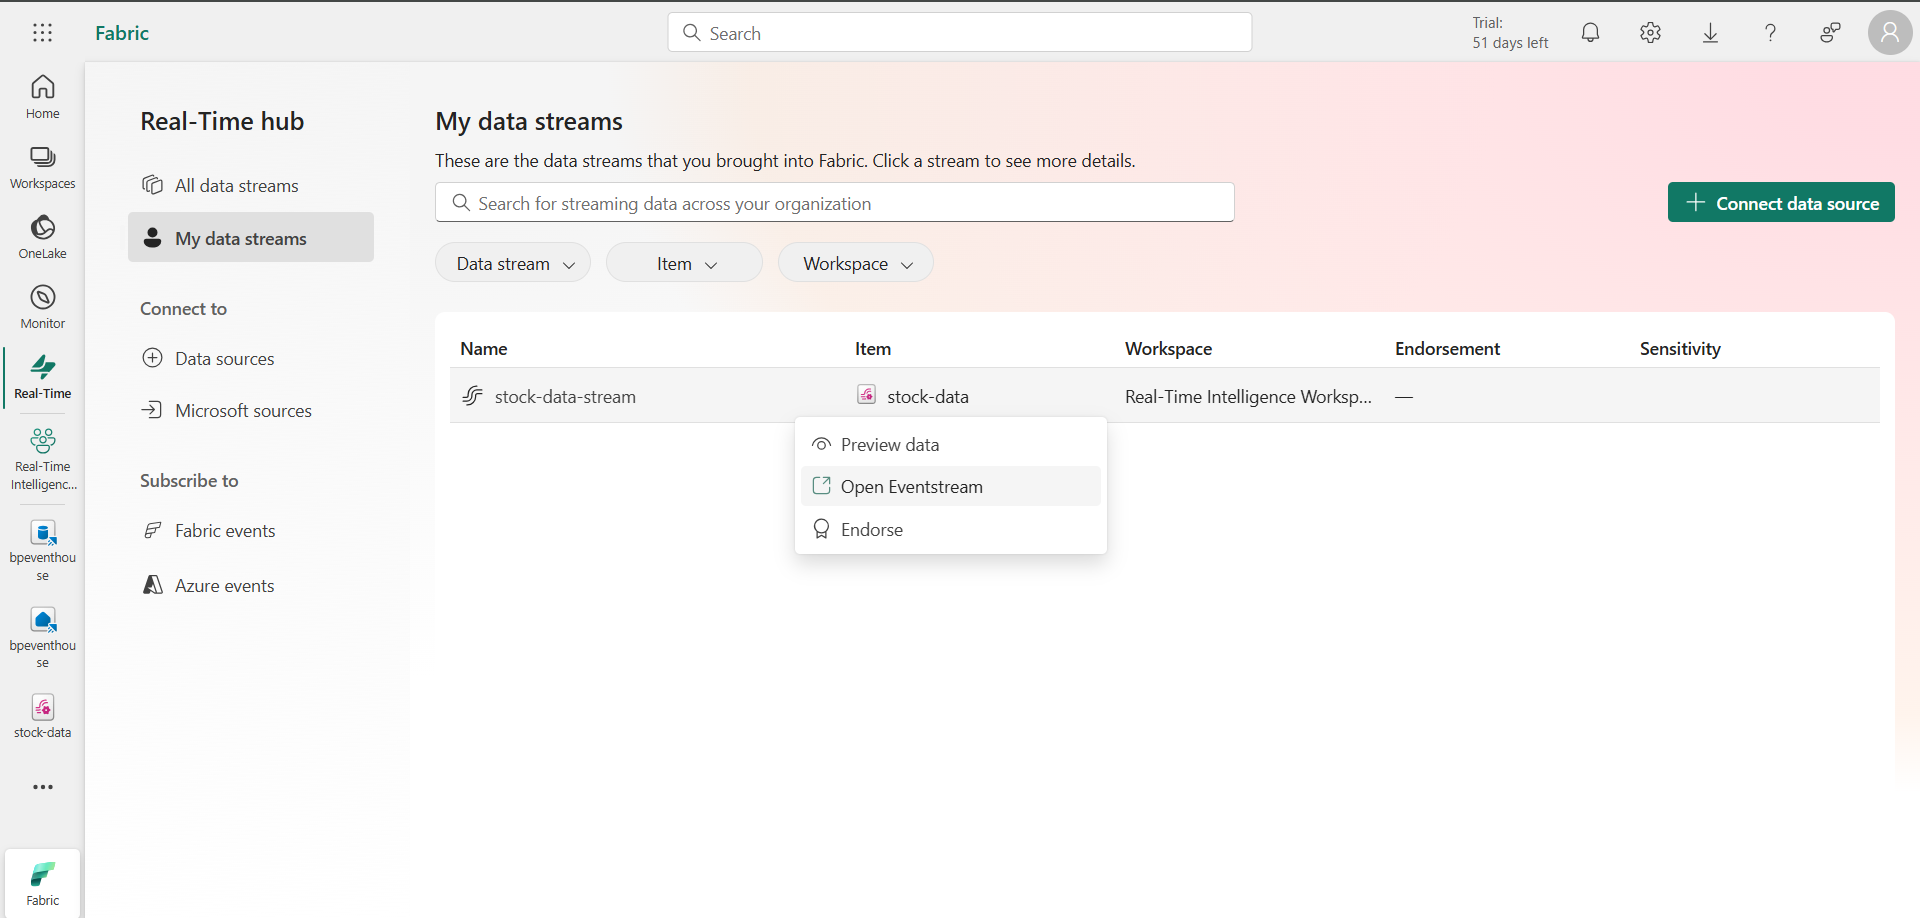 Fabric
Search
Trial:
51 days left
Home
Workspaces
OneLake
Monitor
Real-Time
Real-Time
Intelligenc...
bpeventhou
se
bpeventhou
se
stock-data
Fabric
Real-Time hub
All data streams
My data streams
Connect to
Data sources
Microsoft sources
Subscribe to
Fabric events
Azure events
My data streams
These are the data streams that you brought into Fabric. Click a stream to see more details.
Search for streaming data across your organization
Connect data source
Data stream
Item
Workspace
Name Item Workspace Endorsement Sensitivity
stock-data-stream stock-data Real-Time Intelligence Worksp... —
Preview data
Open Eventstream
Endorse